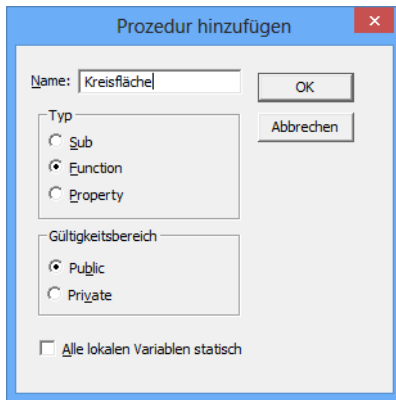 Prozedur hinzufügen
Name: Kreisfläche
OK
Abbrechen
Typ
Sub
Function
Property
Gültigkeitsbereich
Public
Private
Alle lokalen Variablen statisch